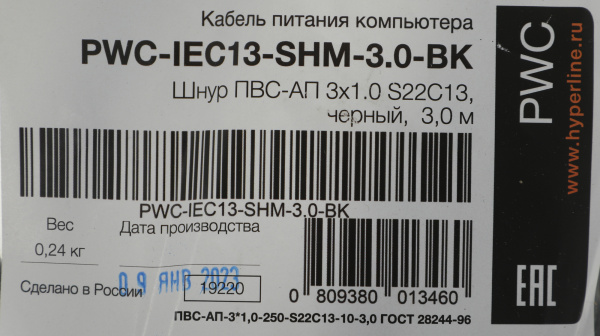 Кабель питания компьютера
PWC-IEC13-SHM-3.0-BK
Шнур ПВС-АП 3x1.0 S22C13,
черный, 3,0 м
PWC-IEC13-SHM-3.0-BK
Вес
Дата производства
0,24 кг
09 ЯНВ 2023
Сделано в России
19220
0 809380 013460
ПВС-АП-3*1,0-250-S22C13-10-3,0 ГОСТ 28244-96
PWC
www.hyperline.ru
EAC